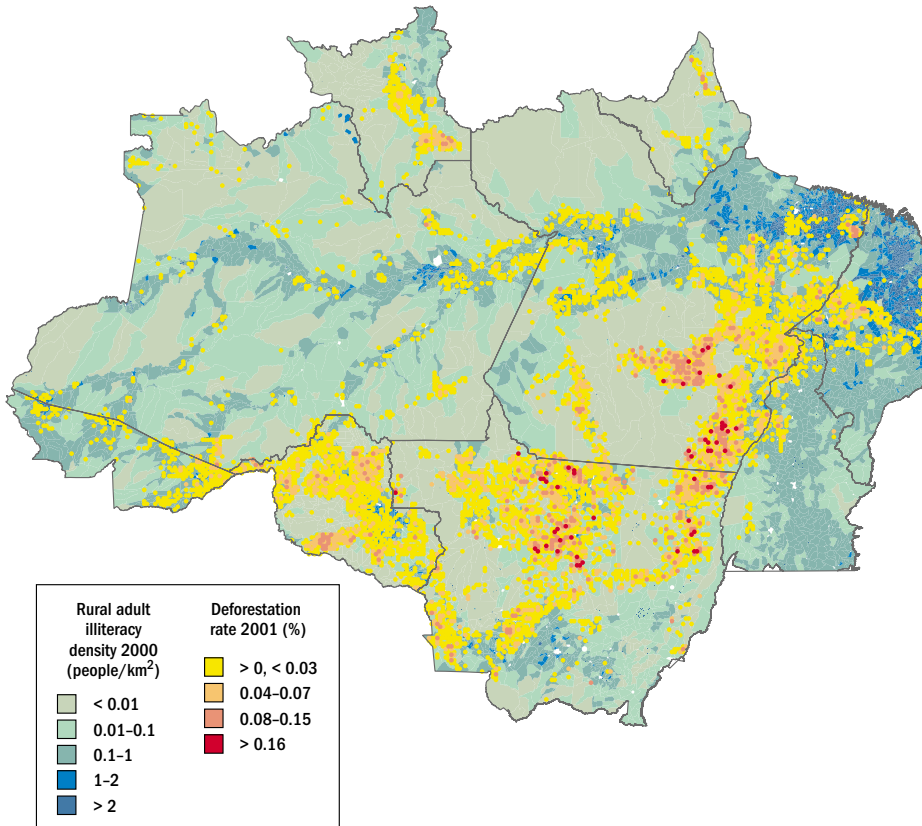 Rural adult
illiteracy
density 2000
(people/km²)
< 0.01
0.01–0.1
0.1–1
1–2
> 2
Deforestation
rate 2001 (%)
> 0, < 0.03
0.04–0.07
0.08–0.15
> 0.16